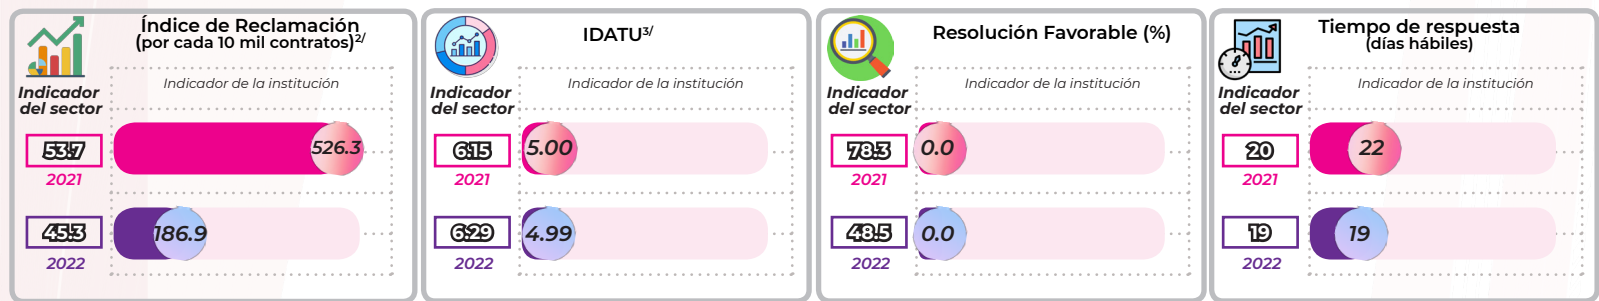 Índice de Reclamación
(por cada 10 mil contratos)2/
Indicador de la institución
Indicador
del sector
53.7
526.3
2021
45.3
186.9
2022
IDATU3/
Indicador de la institución
Indicador
del sector
6.15
5.00
2021
6.29
4.99
2022
Resolución Favorable (%)
Indicador de la institución
Indicador
del sector
78.3
0.0
2021
48.5
0.0
2022
Tiempo de respuesta
(días hábiles)
Indicador de la institución
Indicador
del sector
20
22
2021
19
19
2022